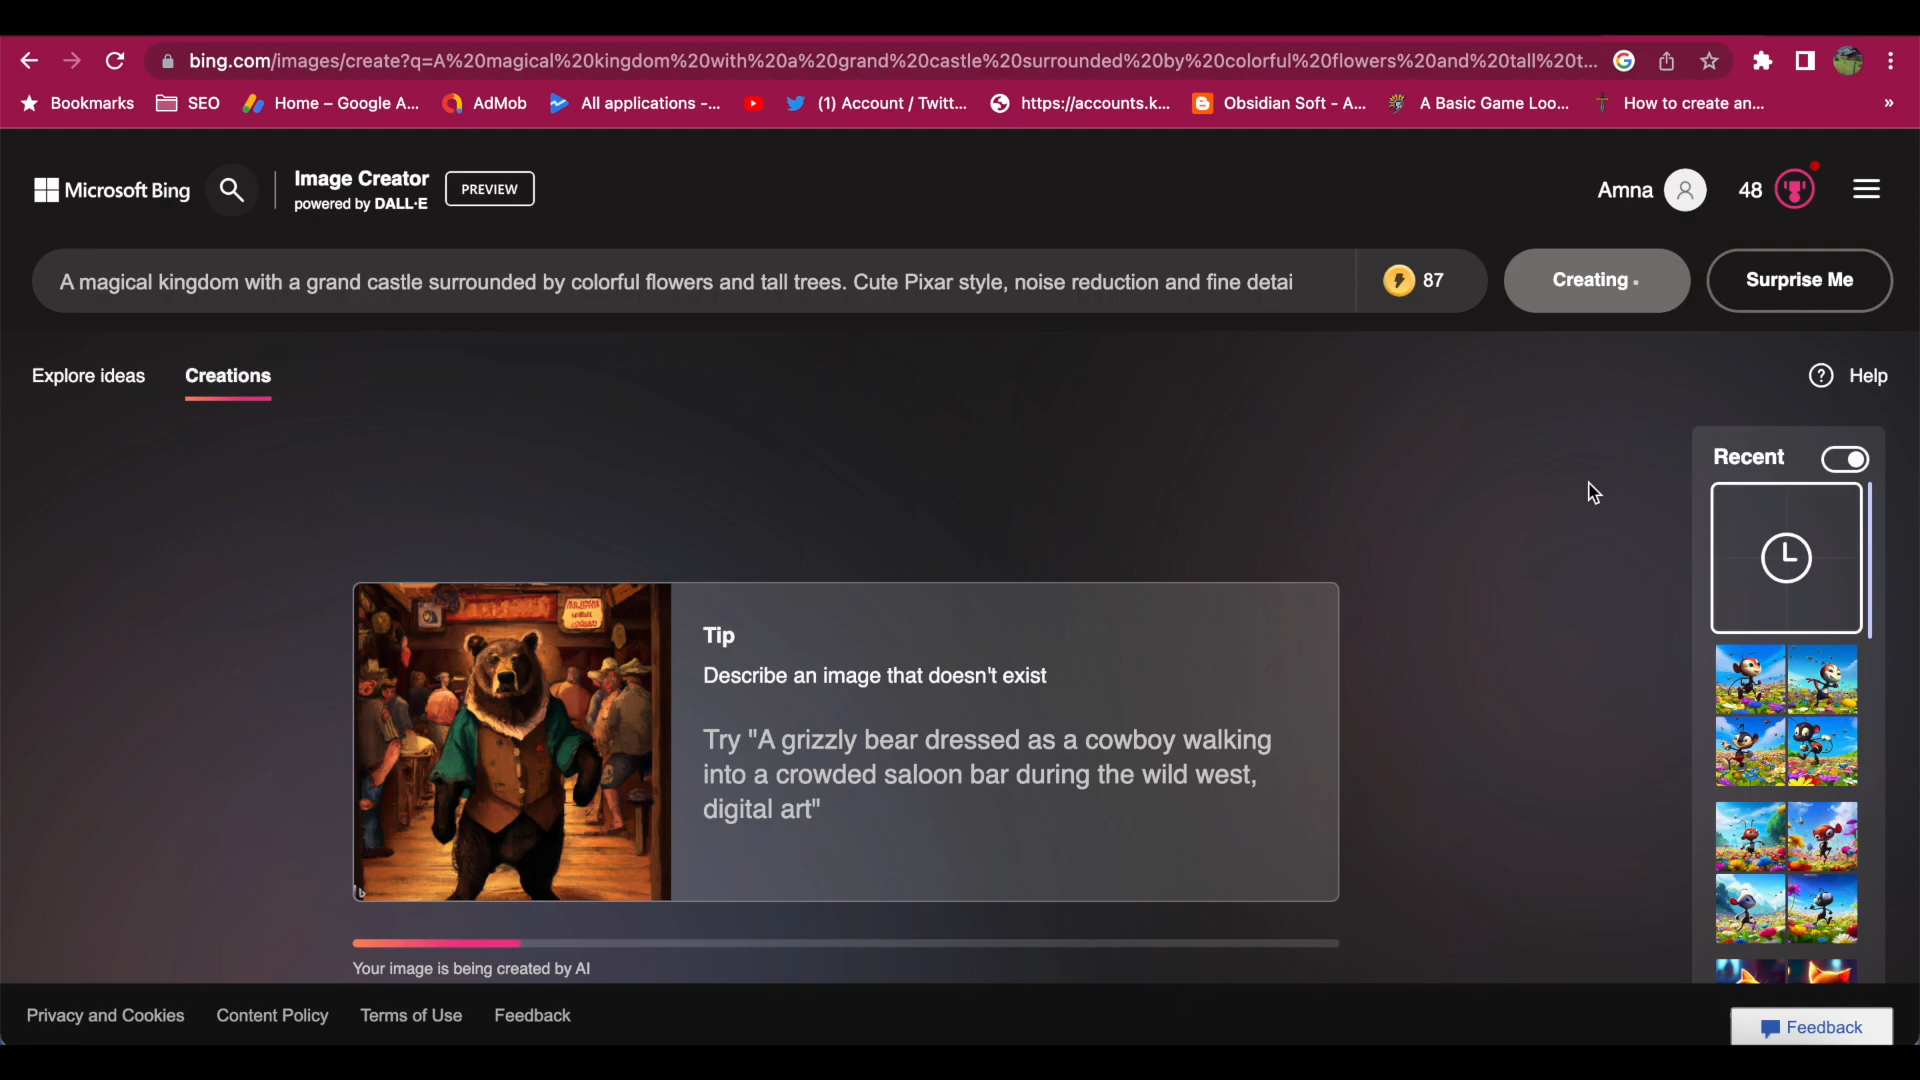 bing.com/images/create?q=A%20magical%20kingdom%20with%20a%20grand%20castle%20surrounded%20by%20colorful%20flowers%20and%20tall%20t...
Bookmarks SEO Home – Google A... AdMob All applications -... (1) Account / Twitt... https://accounts.k... Obsidian Soft - A... A Basic Game Loo... How to create an... »
Microsoft Bing
Image Creator
powered by DALL·E
PREVIEW
Amna
48
A magical kingdom with a grand castle surrounded by colorful flowers and tall trees. Cute Pixar style, noise reduction and fine detai
87
Creating .
Surprise Me
Explore ideas Creations
Help
Recent
Tip
Describe an image that doesn't exist
Try "A grizzly bear dressed as a cowboy walking
into a crowded saloon bar during the wild west,
digital art"
Your image is being created by AI
Privacy and Cookies Content Policy Terms of Use Feedback
Feedback